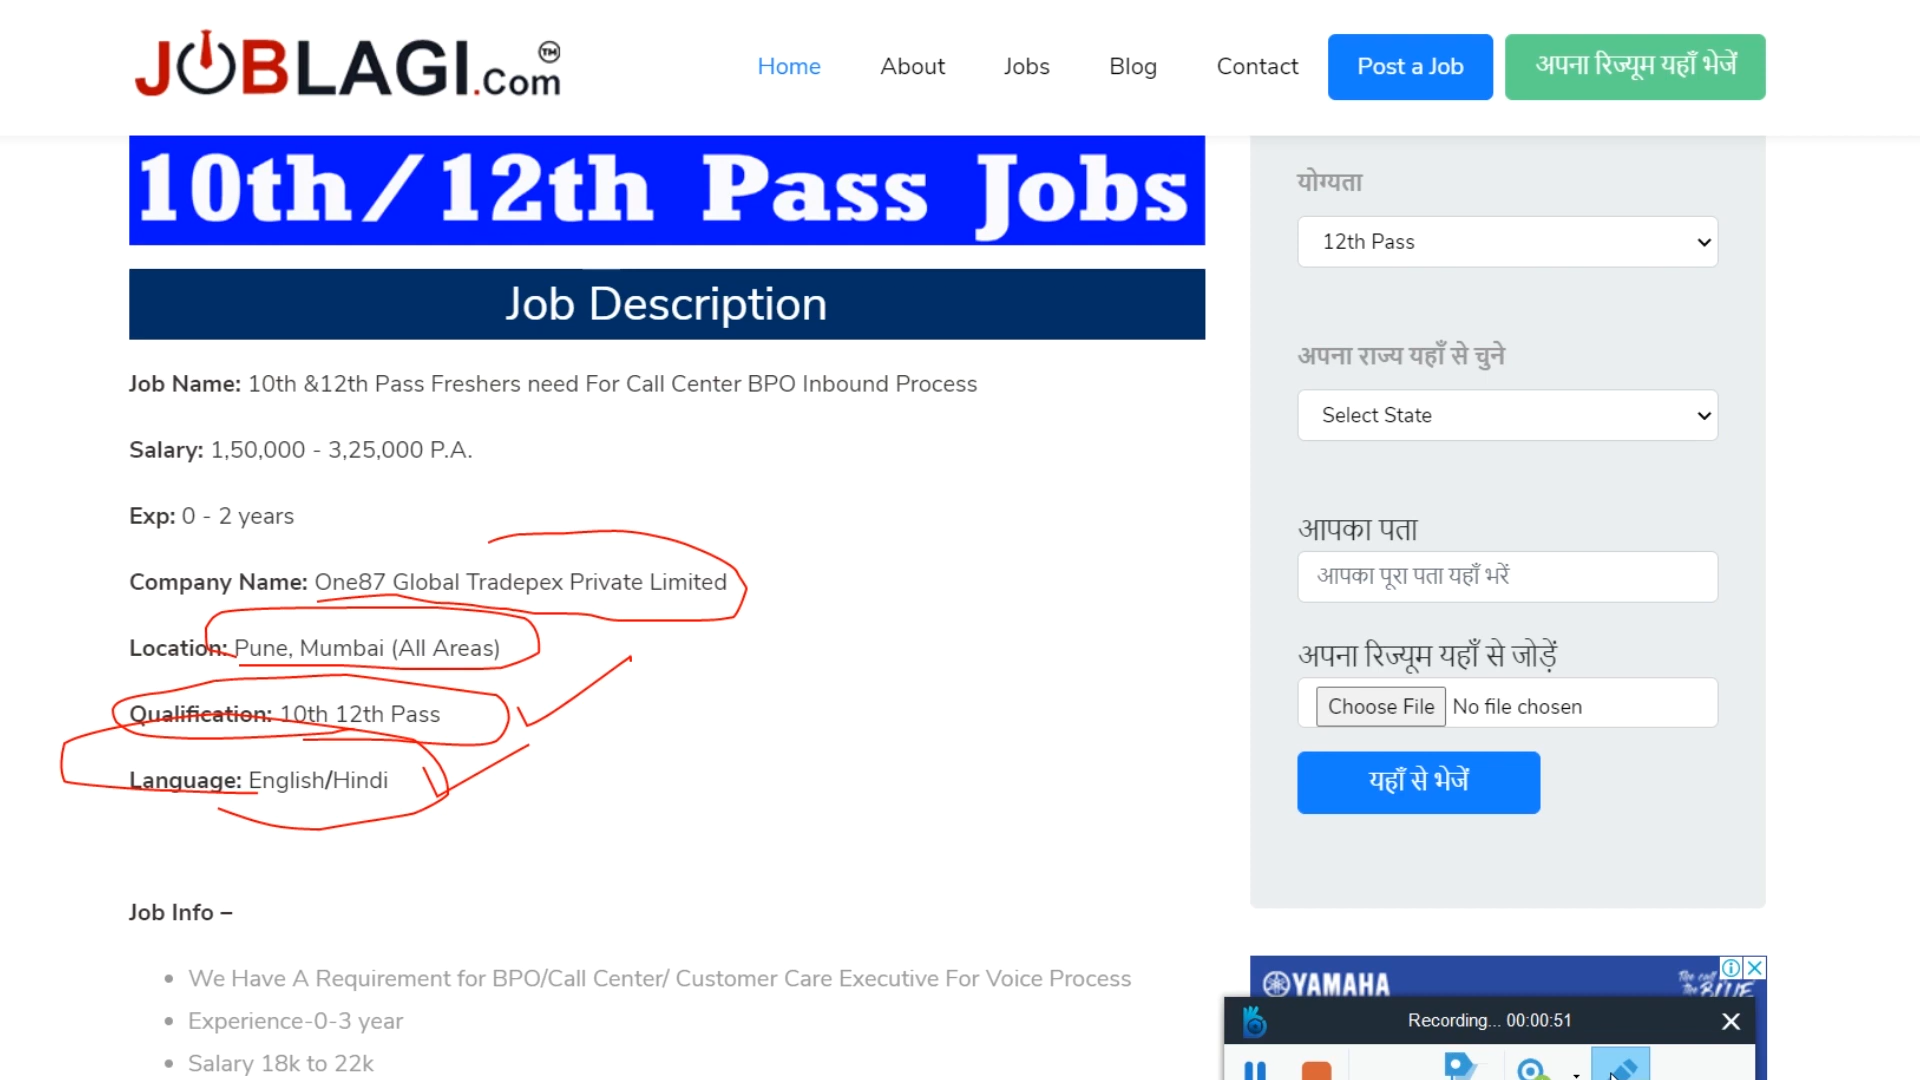 JOBLAGI.Com TM
Home About Jobs Blog Contact Post a Job अपना रिज्यूम यहाँ भेजें
10th/12th Pass Jobs
Job Description
Job Name: 10th &12th Pass Freshers need For Call Center BPO Inbound Process
Salary: 1,50,000 - 3,25,000 P.A.
Exp: 0 - 2 years
Company Name: One87 Global Tradepex Private Limited
Location: Pune, Mumbai (All Areas)
Qualification: 10th 12th Pass
Language: English/Hindi
Job Info –
We Have A Requirement for BPO/Call Center/ Customer Care Executive For Voice Process
Experience-0-3 year
Salary 18k to 22k
योग्यता
12th Pass
अपना राज्य यहाँ से चुने
Select State
आपका पता
आपका पूरा पता यहाँ भरें
अपना रिज्यूम यहाँ से जोड़ें
Choose File No file chosen
यहाँ से भेजें
YAMAHA
The call
the BLUE
Recording... 00:00:51